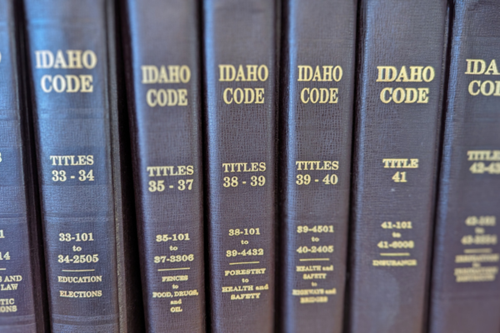 IDAHO
CODE
TITLES
33 - 34
33-101
to
34-2505
EDUCATION
ELECTIONS
IDAHO
CODE
TITLES
35 - 37
35-101
to
37-3306
FENCES
to
FOOD, DRUGS,
and
OIL
IDAHO
CODE
TITLES
38 - 39
38-101
to
39-4432
FORESTRY
to
HEALTH and
SAFETY
IDAHO
CODE
TITLES
39 - 40
39-4501
to
40-2405
HEALTH and
SAFETY
to
HIGHWAYS and
BRIDGES
IDAHO
CODE
TITLE
41
41-101
to
41-6006
INSURANCE
IDA
CODE
TITLES